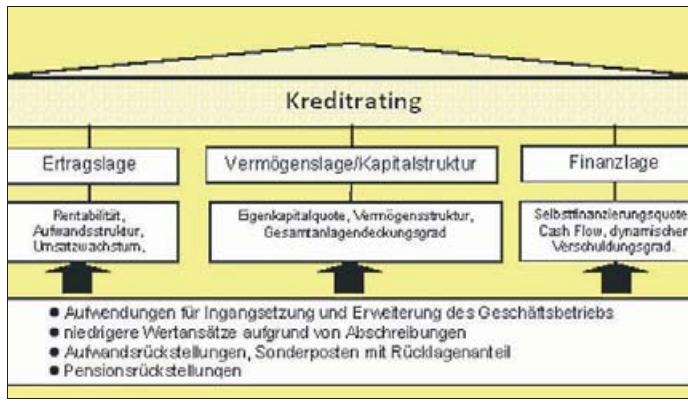 Kreditrating
Ertragslage
Vermögenslage/Kapitalstruktur
Finanzlage
Rentabilität,
Aufwandsstruktur,
Umsatzwachstum,
Eigenkapitalquote, Vermögensstruktur,
Gesamtanlagendeckungsgrad
Selbstfinanzierungsquote
Cash Flow, dynamischer
Verschuldungsgrad.
● Aufwendungen für Ingangsetzung und Erweiterung des Geschäftsbetriebs
● niedrigere Wertansätze aufgrund von Abschreibungen
● Aufwandsrückstellungen, Sonderposten mit Rücklagenanteil
● Pensionsrückstellungen